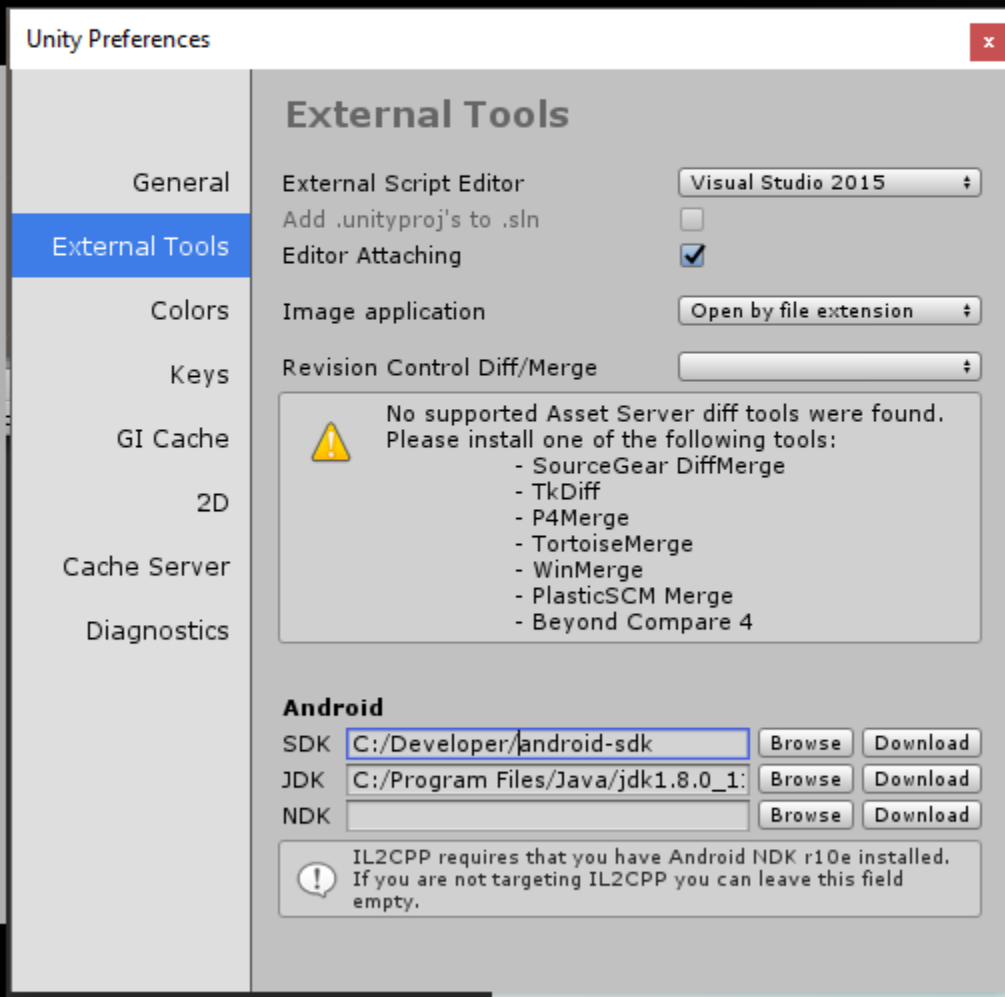 Unity Preferences
x
External Tools
General
External Tools
Colors
Keys
GI Cache
2D
Cache Server
Diagnostics
External Script Editor
Visual Studio 2015
Add .unityproj's to .sln
Editor Attaching
Image application
Open by file extension
Revision Control Diff/Merge
No supported Asset Server diff tools were found.
Please install one of the following tools:
- SourceGear DiffMerge
- TkDiff
- P4Merge
- TortoiseMerge
- WinMerge
- PlasticSCM Merge
- Beyond Compare 4
Android
SDK C:/Developer/android-sdk Browse Download
JDK C:/Program Files/Java/jdk1.8.0_1 Browse Download
NDK Browse Download
IL2CPP requires that you have Android NDK r10e installed.
If you are not targeting IL2CPP you can leave this field
empty.